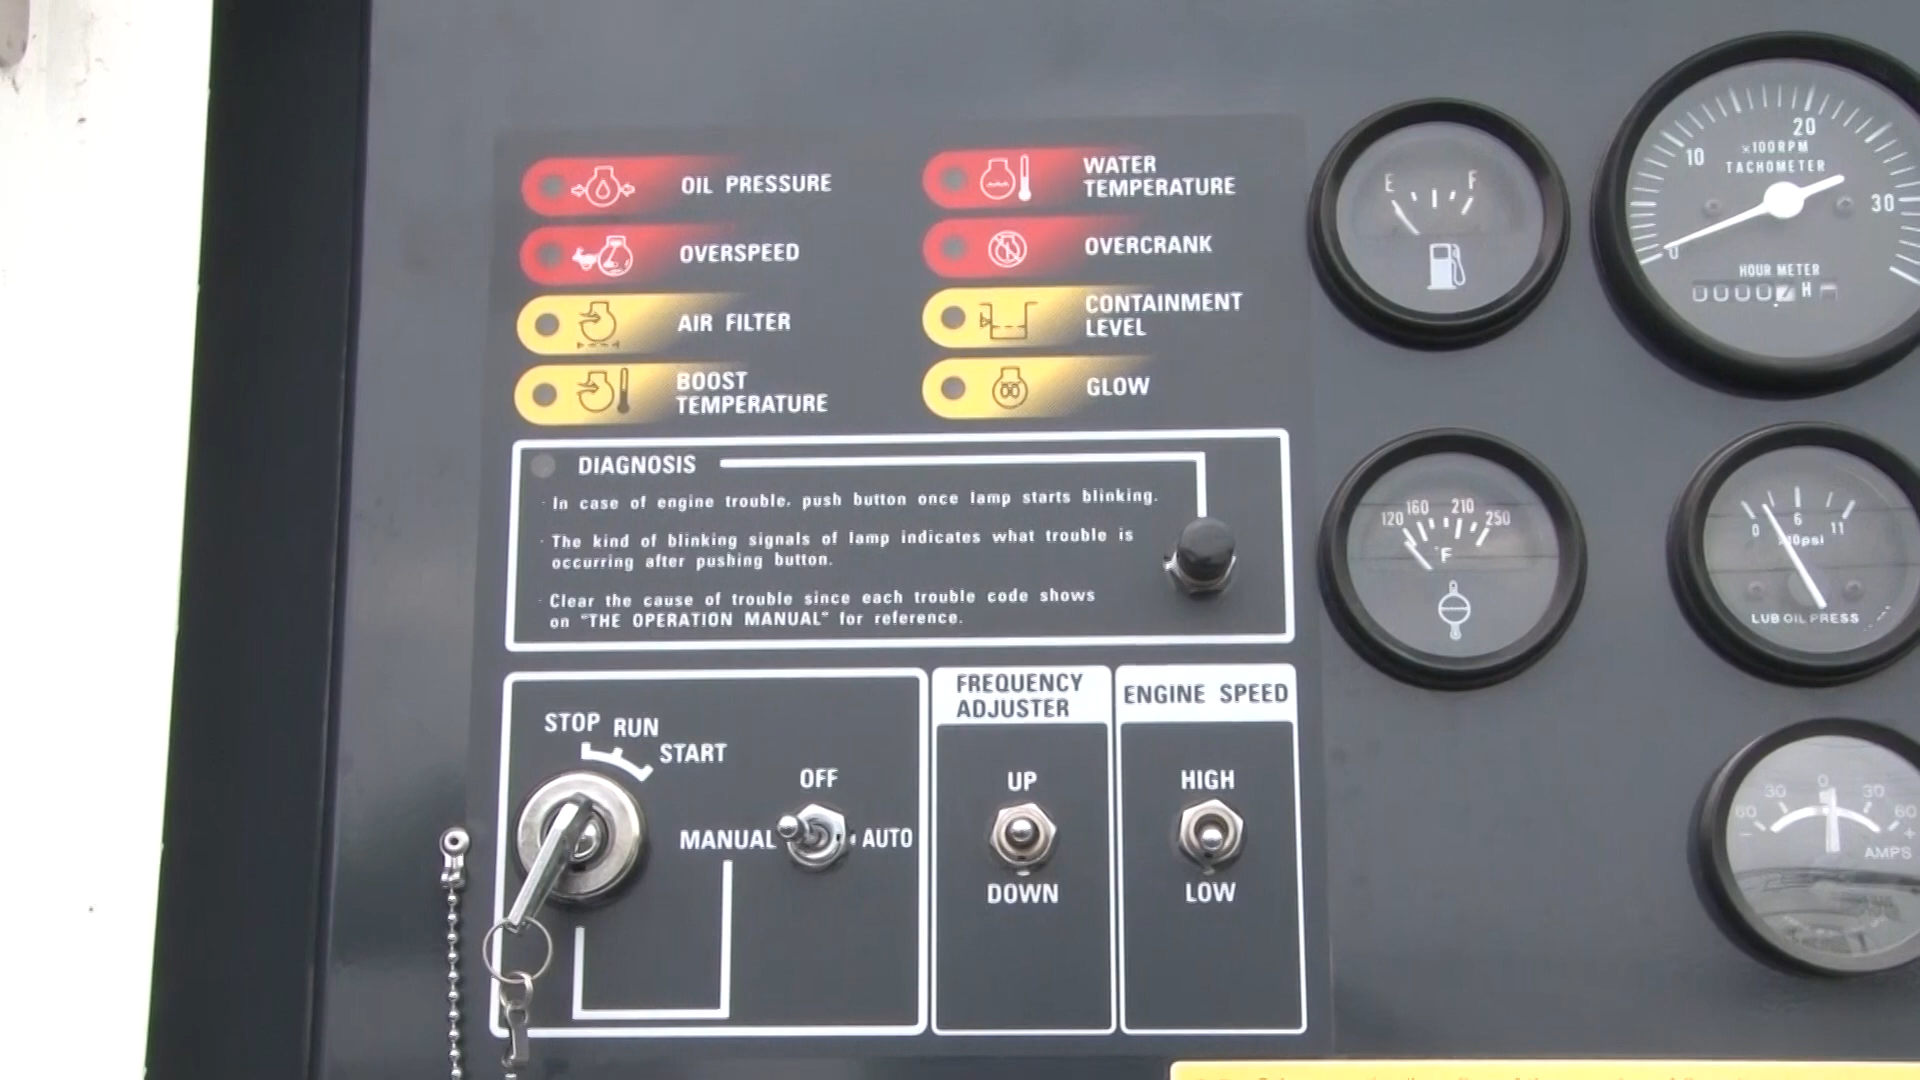 OIL PRESSURE
WATER
TEMPERATURE
OVERSPEED
OVERCRANK
AIR FILTER
CONTAINMENT
LEVEL
BOOST
TEMPERATURE
GLOW
DIAGNOSIS
· In case of engine trouble, push button once lamp starts blinking.
· The kind of blinking signals of lamp indicates what trouble is
occurring after pushing button.
· Clear the cause of trouble since each trouble code shows
on "THE OPERATION MANUAL" for reference.
STOP RUN
START
OFF
MANUAL AUTO
FREQUENCY
ADJUSTER
UP
DOWN
ENGINE SPEED
HIGH
LOW
E F
0 10 20 30
×100RPM
TACHOMETER
HOUR METER
0000 H
120 160 210 250
°F
0 6 11
×10psi
LUB OIL PRESS
60 30 0 30 60
− +
AMPS